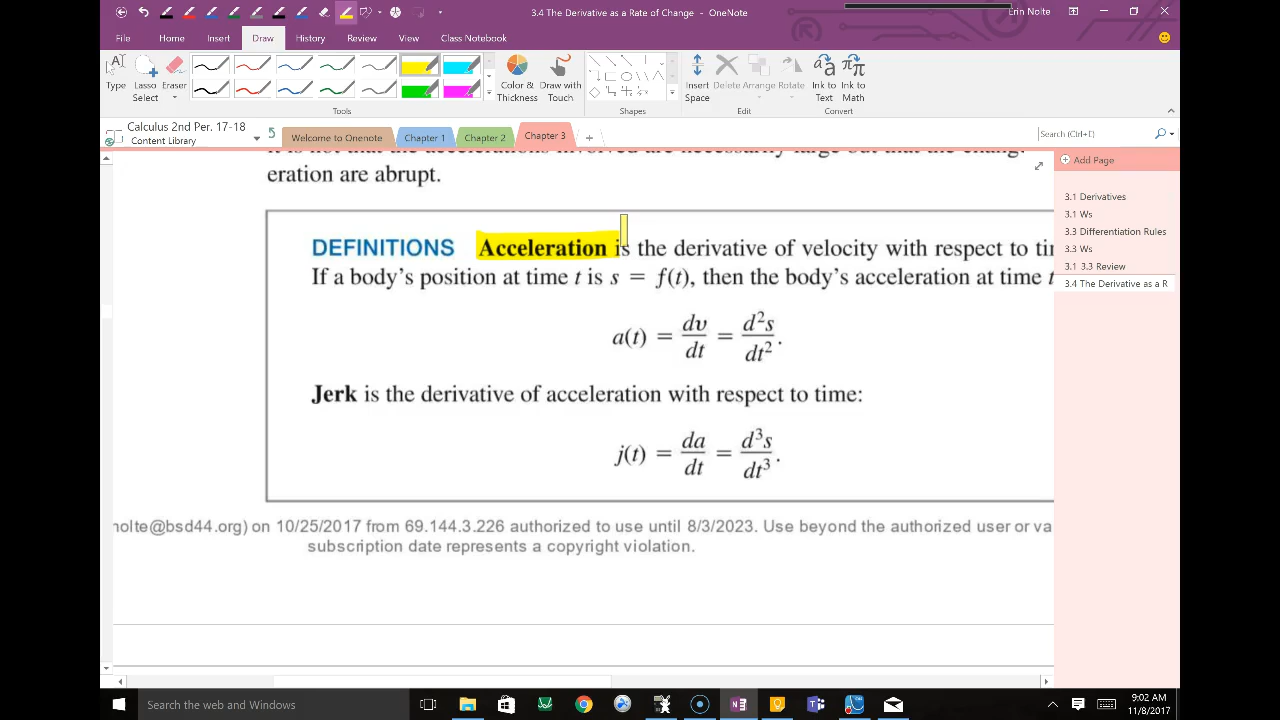 3.4 The Derivative as a Rate of Change - OneNote
Erin Nolte
File Home Insert Draw History Review View Class Notebook
Type Lasso Select Eraser Color & Thickness Draw with Touch Insert Space Delete Arrange Rotate Ink to Text Ink to Math
Tools Shapes Edit Convert
Calculus 2nd Per. 17-18
Content Library
Welcome to Onenote Chapter 1 Chapter 2 Chapter 3
Search (Ctrl+E)
Add Page
3.1 Derivatives
3.1 Ws
3.3 Differentiation Rules
3.3 Ws
3.1 3.3 Review
3.4 The Derivative as a R
eration are abrupt.
DEFINITIONS Acceleration is the derivative of velocity with respect to
If a body's position at time t is s = f(t), then the body's acceleration at time t
a(t) = dv/dt = d²s/dt².
Jerk is the derivative of acceleration with respect to time:
j(t) = da/dt = d³s/dt³.
nolte@bsd44.org) on 10/25/2017 from 69.144.3.226 authorized to use until 8/3/2023. Use beyond the authorized user or va
subscription date represents a copyright violation.
Search the web and Windows
9:02 AM
11/8/2017